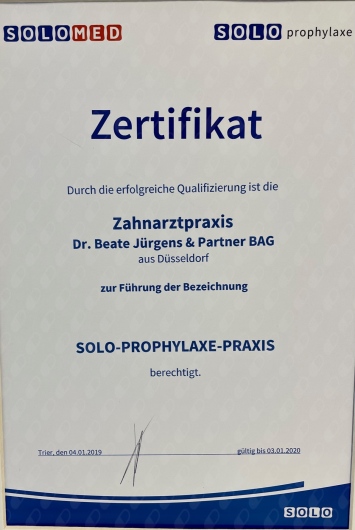 SOLOMED
SOLO prophylaxe
Zertifikat
Durch die erfolgreiche Qualifizierung ist die
Zahnarztpraxis
Dr. Beate Jürgens & Partner BAG
aus Düsseldorf
zur Führung der Bezeichnung
SOLO-PROPHYLAXE-PRAXIS
berechtigt.
Trier, den 04.01.2019
gültig bis 03.01.2020
SOLO